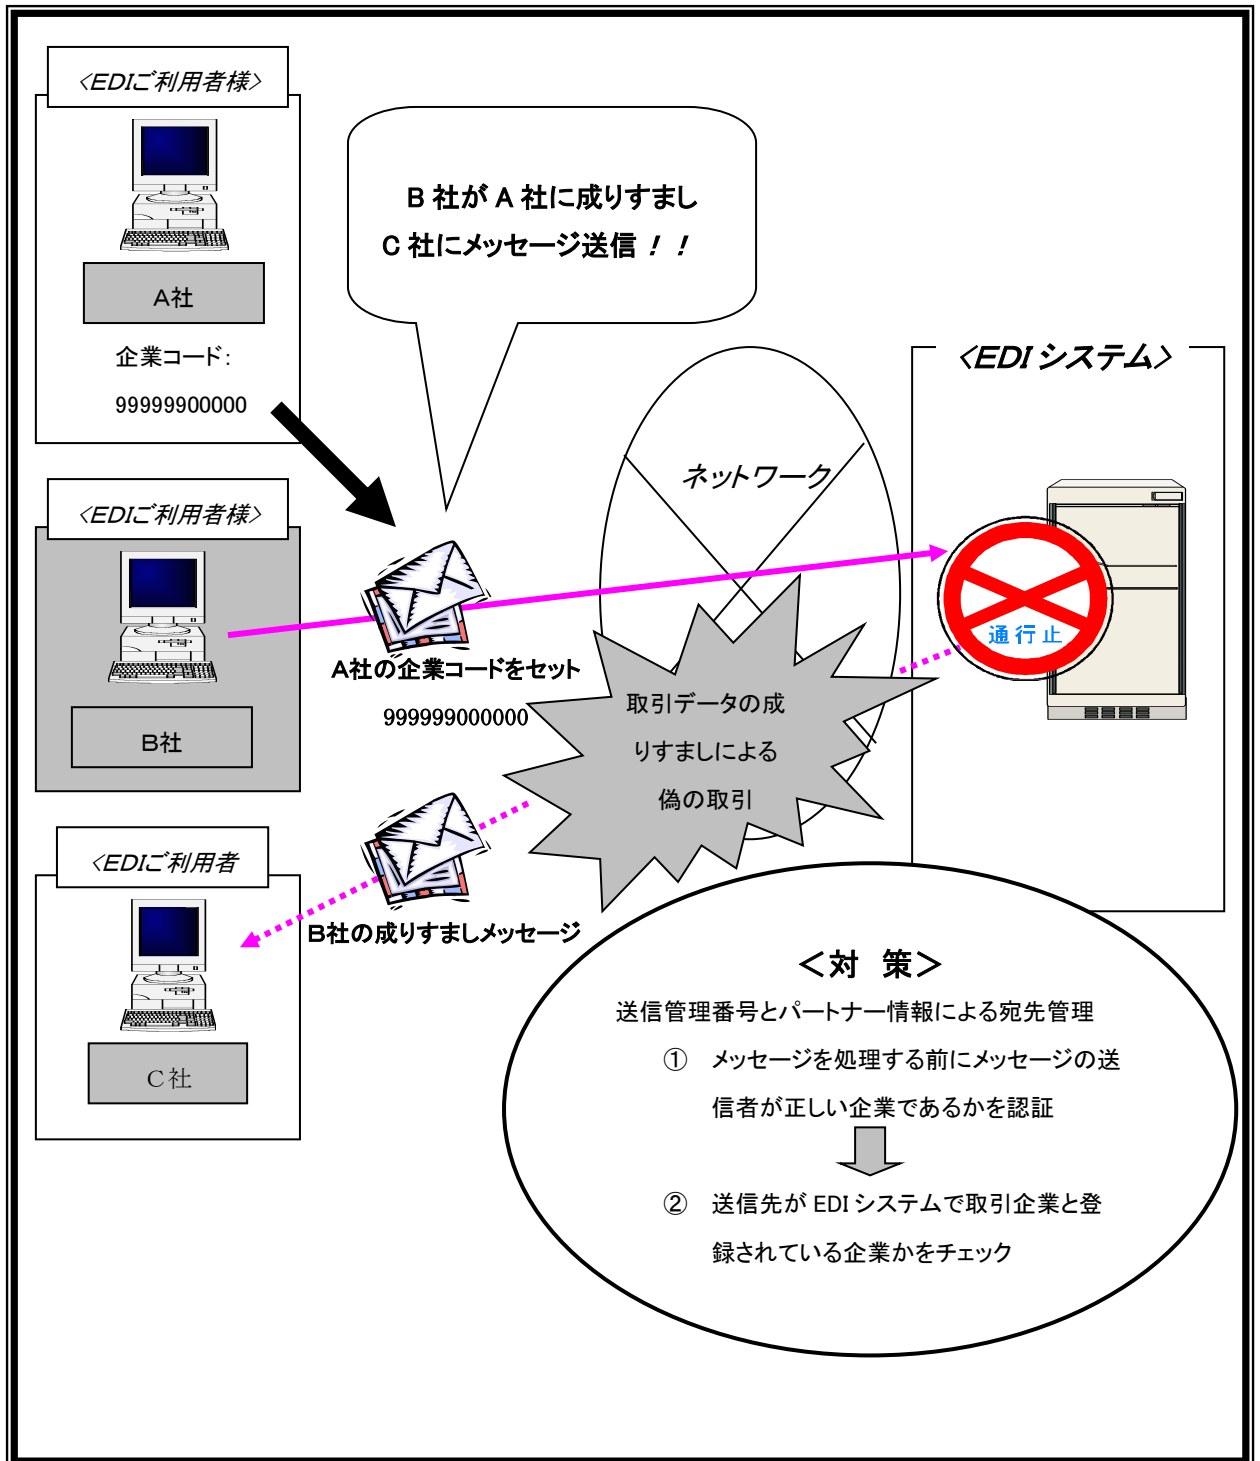 <EDIご利用者様>
A社
企業コード：
99999900000
B 社が A 社に成りすまし
C 社にメッセージ送信！！
<EDI システム>
ネットワーク
通行止
<EDIご利用者様>
B社
A社の企業コードをセット
999999000000
取引データの成
りすましによる
偽の取引
<EDIご利用者
C社
B社の成りすましメッセージ
＜対　策＞
送信管理番号とパートナー情報による宛先管理
①　メッセージを処理する前にメッセージの送
信者が正しい企業であるかを認証
②　送信先が EDI システムで取引企業と登
録されている企業かをチェック